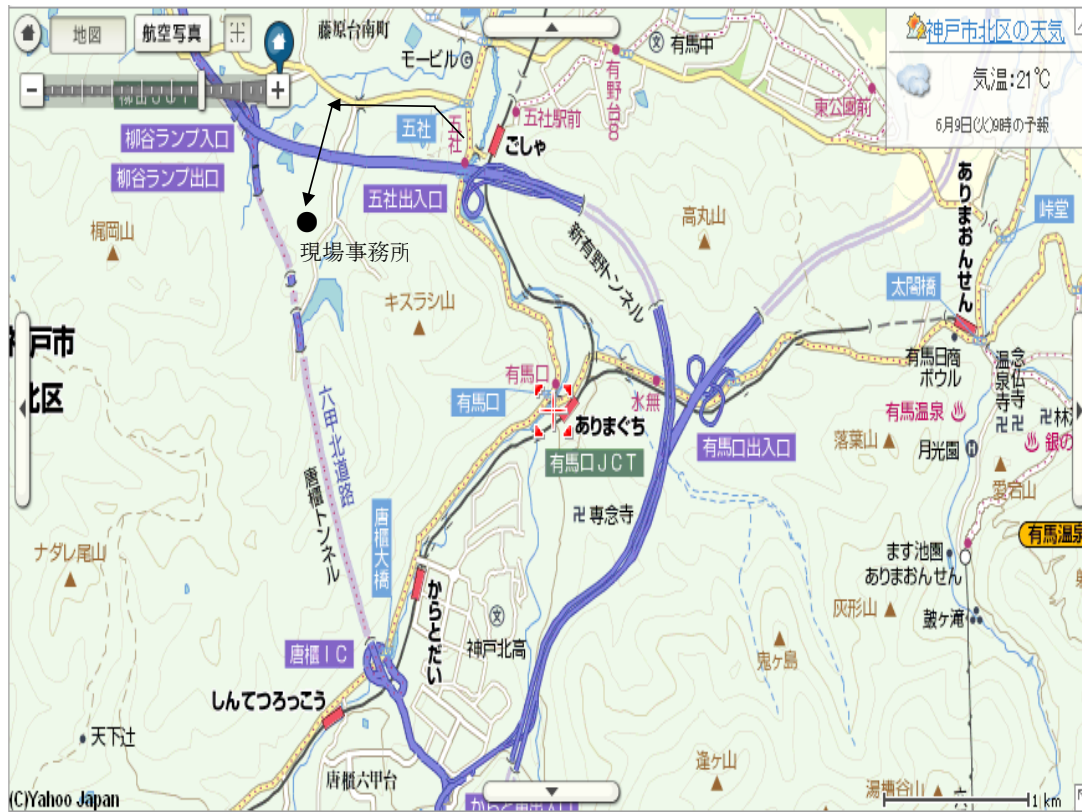 地図
航空写真
藤原台南町
モービル
有馬中
有野台8
東公園前
神戸市北区の天気
気温:21℃
6月9日(火)9時の予報
柳谷JCT
柳谷ランプ入口
柳谷ランプ出口
五社
五社
五社駅前
ごしゃ
五社出入口
高丸山
ありまおんせん
峠堂
梶岡山
現場事務所
新有野トンネル
キスラシ山
太閤橋
神戸市
北区
有馬口
有馬口
水無
ありまぐち
有馬日商
ボウル
温泉寺
念仏寺
有馬温泉
落葉山
月光園
銀の
愛宕山
有馬口出入口
有馬口JCT
六甲北道路
唐櫃トンネル
専念寺
有馬温泉
ナダレ尾山
唐櫃大橋
ます池園
ありまおんせん
からとだい
神戸北高
灰形山
鼓ヶ滝
鬼ヶ島
唐櫃IC
しんてつろっこう
天下辻
唐櫃六甲台
逢ヶ山
湯槽谷山
(C)Yahoo Japan
1km